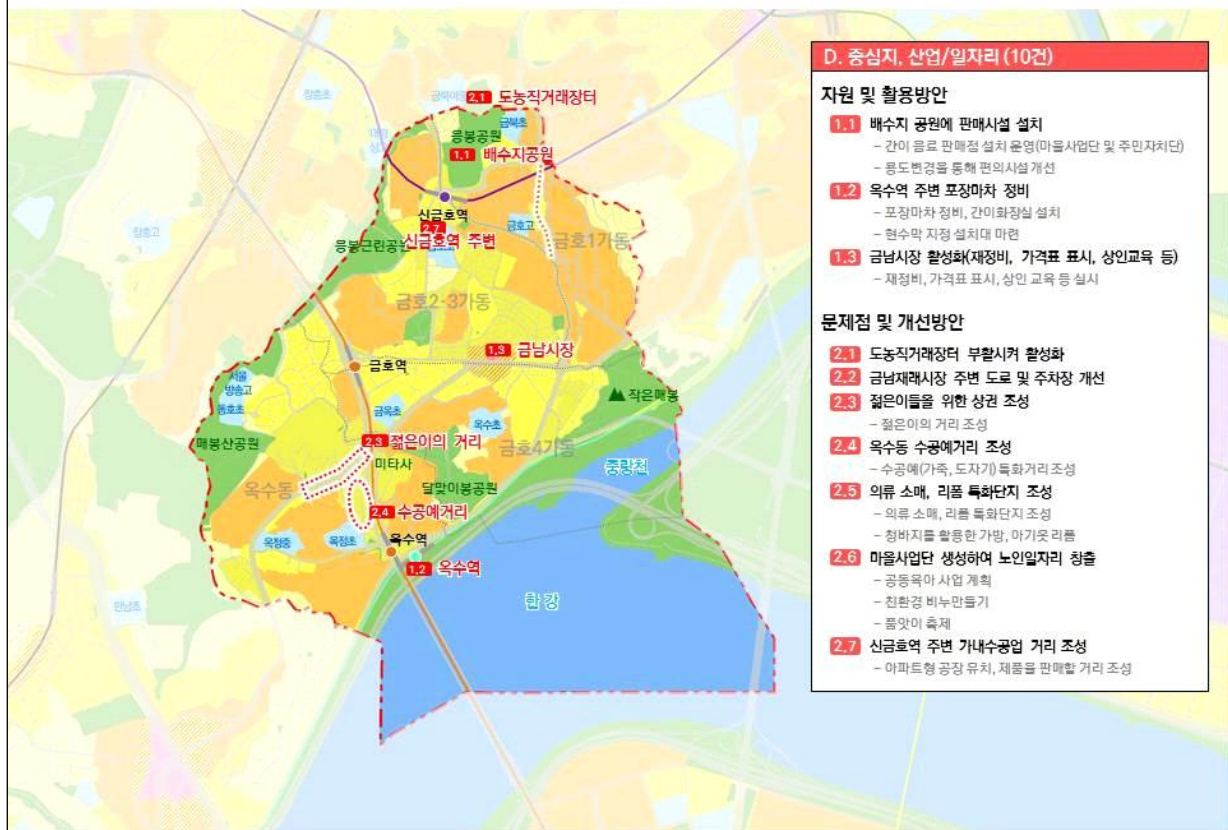 금북초
2.1 도농직거래장터
장충초
금북초
응봉공원
1.1 배수지공원
신금호역
2.7
신금호역 주변
금호고
금호1가동
장충고
응봉근린공원
금호2-3가동
1.3 금남시장
금호역
작은매봉
서울
방송고
동호초
금옥초
옥수초
2.3 젊은이의 거리
금호4가동
매봉산공원
미타사
중랑천
옥수동
달맞이봉공원
2.4 수공예거리
옥정중
옥정초
옥수역
1.2 옥수역
한강
한남초
D. 중심지, 산업/일자리 (10건)
자원 및 활용방안
1.1 배수지 공원에 판매시설 설치
– 간이 음료 판매점 설치 운영(마을사업단 및 주민자치단)
– 용도변경을 통해 편의시설 개선
1.2 옥수역 주변 포장마차 정비
– 포장마차 정비, 간이화장실 설치
– 현수막 지정 설치대 마련
1.3 금남시장 활성화(재정비, 가격표 표시, 상인교육 등)
– 재정비, 가격표 표시, 상인 교육 등 실시
문제점 및 개선방안
2.1 도농직거래장터 부활시켜 활성화
2.2 금남재래시장 주변 도로 및 주차장 개선
2.3 젊은이들을 위한 상권 조성
– 젊은이의 거리 조성
2.4 옥수동 수공예거리 조성
– 수공예(가죽, 도자기) 특화거리 조성
2.5 의류 소매, 리폼 특화단지 조성
– 의류 소매, 리폼 특화단지 조성
– 청바지를 활용한 가방, 아기옷 리폼
2.6 마을사업단 생성하여 노인일자리 창출
– 공동육아 사업 계획
– 친환경 비누만들기
– 품앗이 축제
2.7 신금호역 주변 가내수공업 거리 조성
– 아파트형 공장 유치, 제품을 판매할 거리 조성